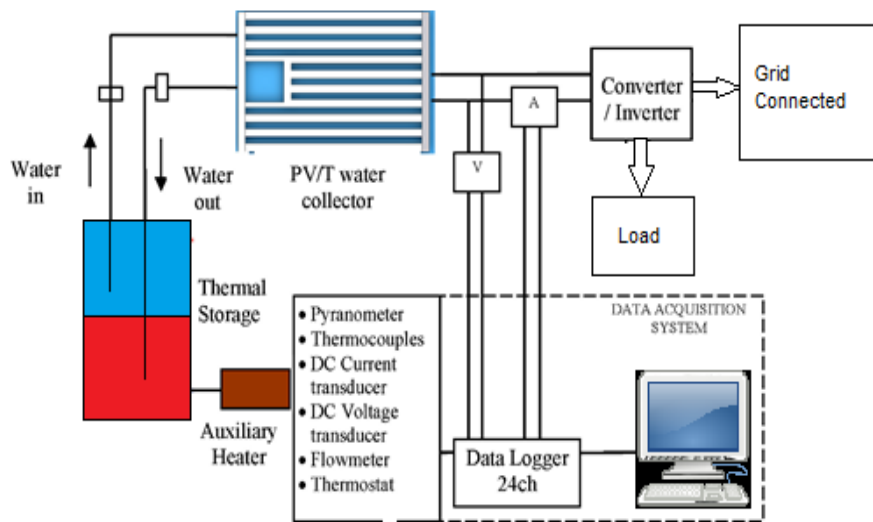 Water
in
Water
out
PV/T water
collector
A
V
Converter
/ Inverter
Grid
Connected
Load
Thermal
Storage
Auxiliary
Heater
• Pyranometer
• Thermocouples
• DC Current
transducer
• DC Voltage
transducer
• Flowmeter
• Thermostat
DATA ACQUISITION
SYSTEM
Data Logger
24ch